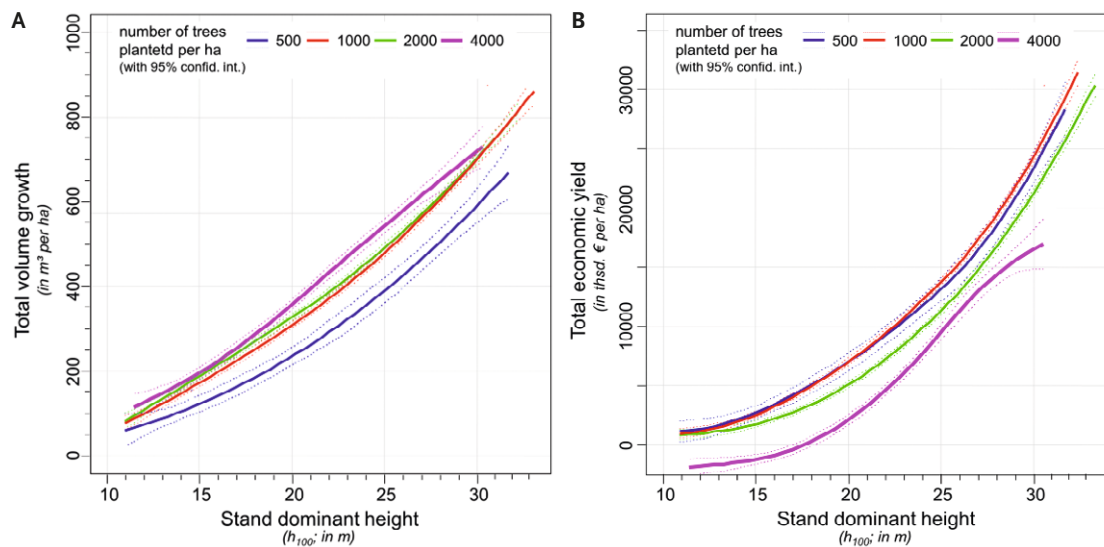 A
number of trees
plantetd per ha
(with 95% confid. int.)
500 1000 2000 4000
Total volume growth
(in m³ per ha)
1000
800
600
400
200
0
10 15 20 25 30
Stand dominant height
(h100; in m)
B
number of trees
plantetd per ha
(with 95% confid. int.)
500 1000 2000 4000
Total economic yield
(in thsd. € per ha)
30000
20000
10000
0
10 15 20 25 30
Stand dominant height
(h100; in m)